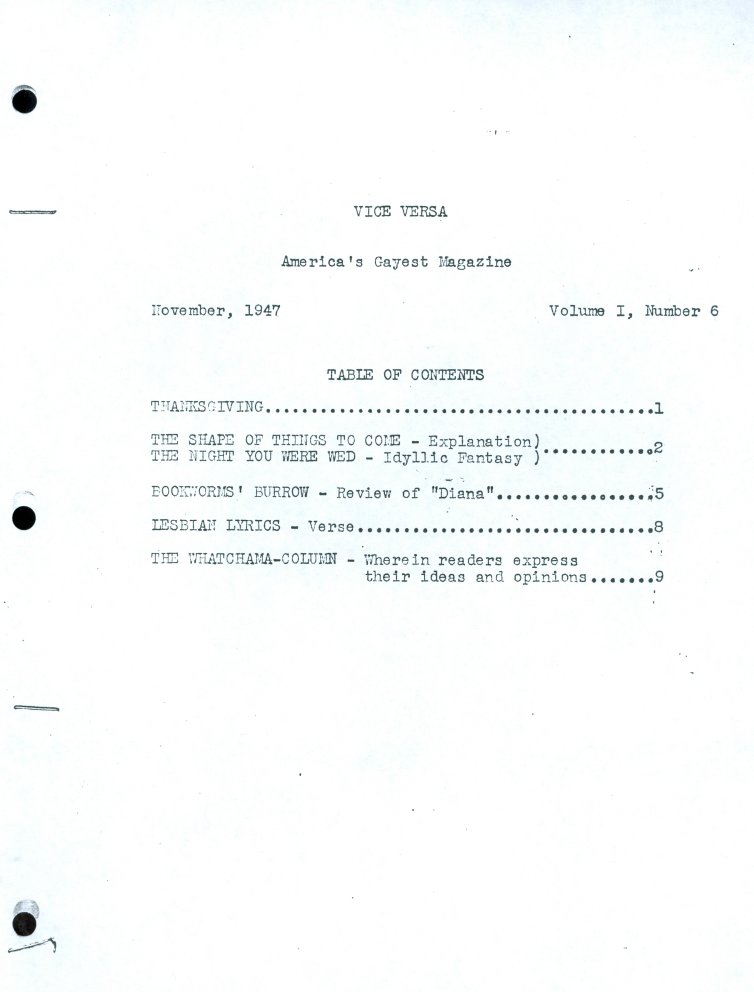 VICE VERSA
America's Gayest Magazine
November, 1947 Volume I, Number 6
TABLE OF CONTENTS
THANKSGIVING...........................................1
THE SHAPE OF THINGS TO COME - Explanation)
THE NIGHT YOU WERE WED - Idyllic Fantasy )............2
BOOKWORMS' BURROW - Review of "Diana".................5
LESBIAN LYRICS - Verse................................8
THE WHATCHAMA-COLUMN - Wherein readers express
their ideas and opinions.......9